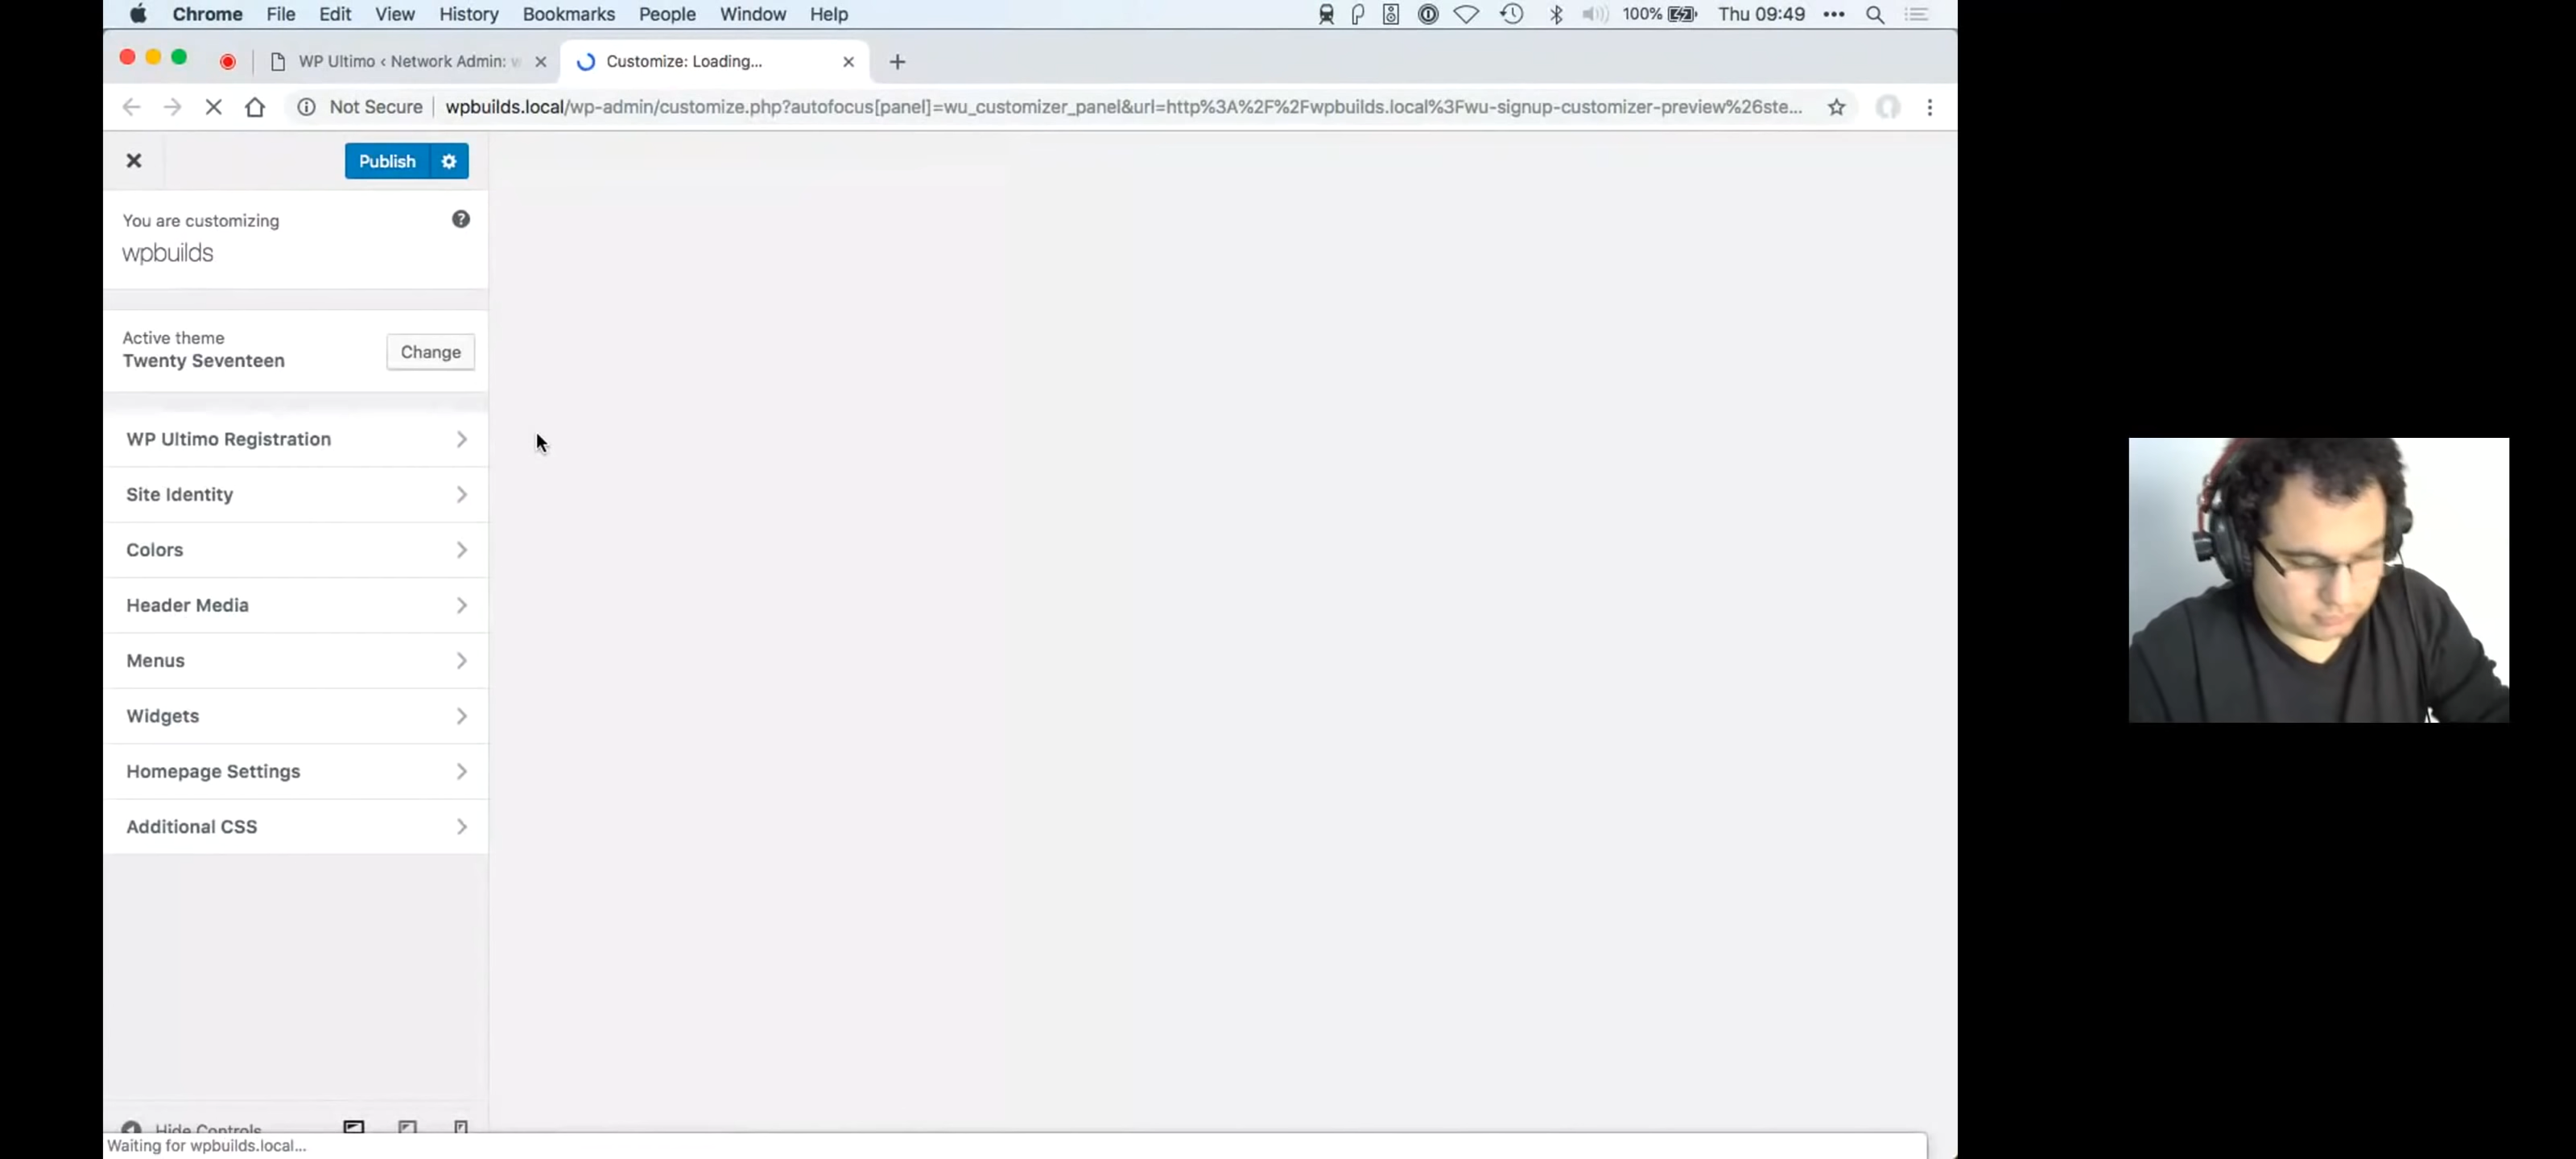 Chrome File Edit View History Bookmarks People Window Help 100% Thu 09:49
WP Ultimo ‹ Network Admin: Customize: Loading...
Not Secure wpbuilds.local/wp-admin/customize.php?autofocus[panel]=wu_customizer_panel&url=http%3A%2F%2Fwpbuilds.local%3Fwu-signup-customizer-preview%26ste...
Publish
You are customizing
wpbuilds
Active theme
Twenty Seventeen
Change
WP Ultimo Registration
Site Identity
Colors
Header Media
Menus
Widgets
Homepage Settings
Additional CSS
Hide Controls
Waiting for wpbuilds.local...